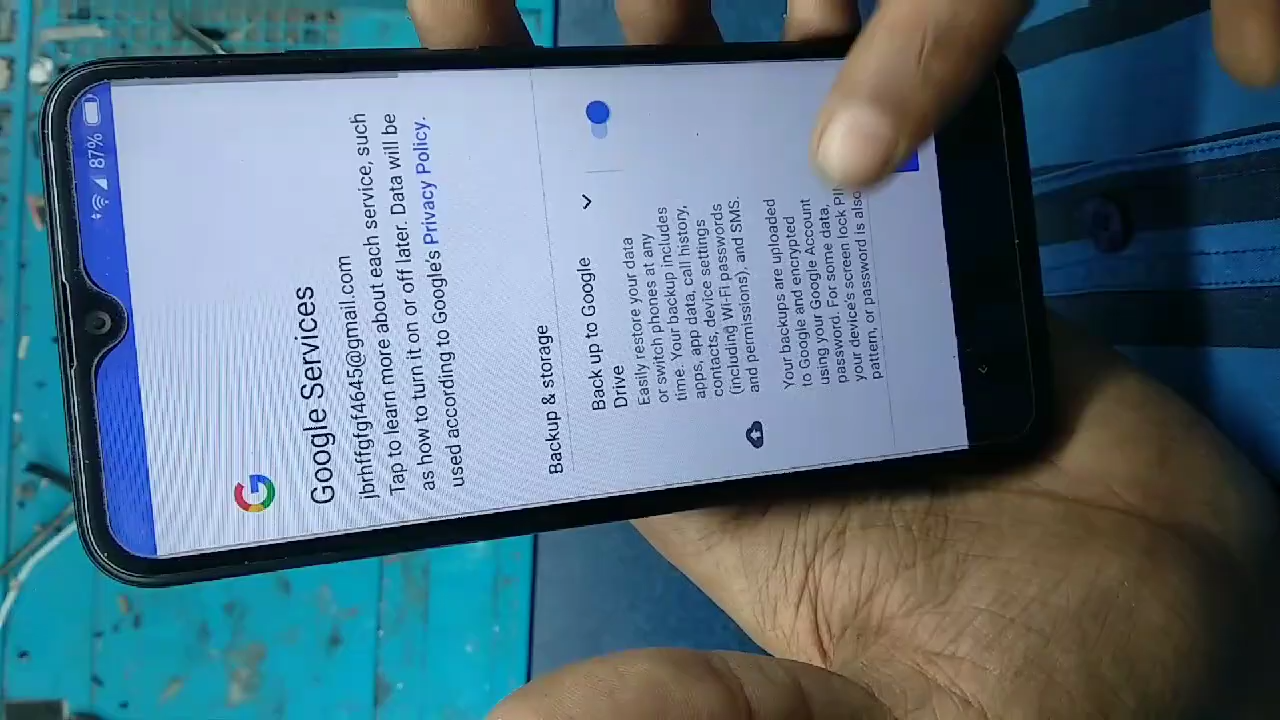 87%
Google Services
jbrhffgfgf4645@gmail.com
Tap to learn more about each service, such
as how to turn it on or off later. Data will be
used according to Google's Privacy Policy.
Backup & storage
Back up to Google
Drive
Easily restore your data
or switch phones at any
time. Your backup includes
apps, app data, call history,
contacts, device settings
(including Wi-Fi passwords
and permissions), and SMS.
Your backups are uploaded
to Google and encrypted
using your Google Account
password. For some data,
your device's screen lock
pattern, or password is also